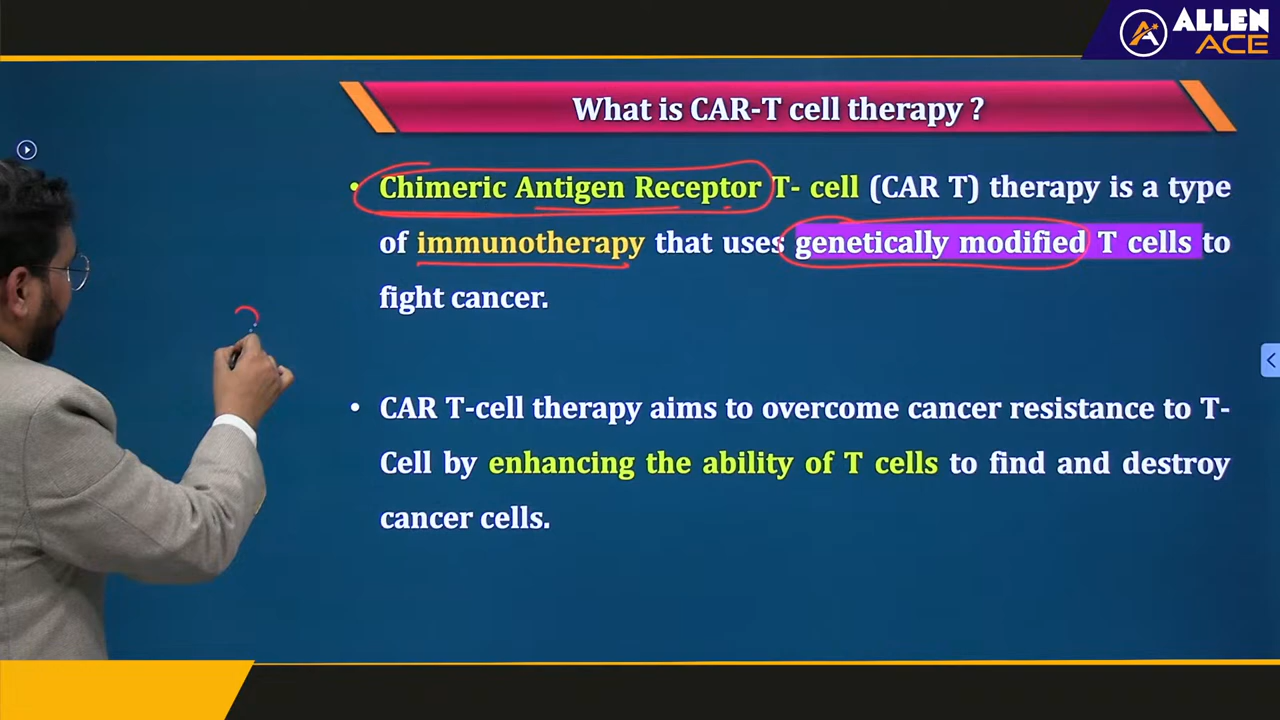 ALLEN
ACE
What is CAR-T cell therapy ?
• Chimeric Antigen Receptor T- cell (CAR T) therapy is a type
of immunotherapy that uses genetically modified T cells to
fight cancer.
• CAR T-cell therapy aims to overcome cancer resistance to T-
Cell by enhancing the ability of T cells to find and destroy
cancer cells.